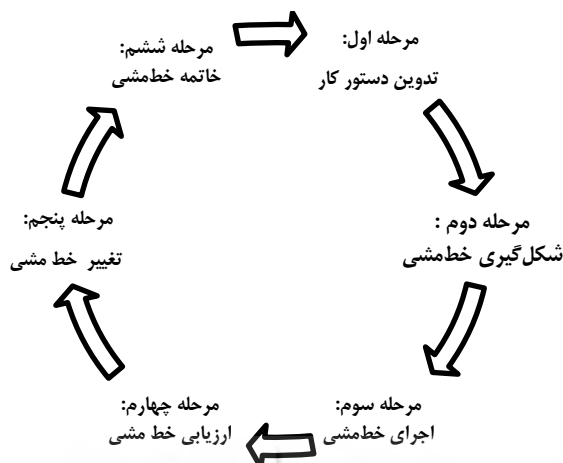 مرحله اول:
تدوین دستور کار
مرحله دوم :
شکل‌گیری خط‌مشی
مرحله سوم:
اجرای خط‌مشی
مرحله چهارم:
ارزیابی خط مشی
مرحله پنجم:
تغییر خط مشی
مرحله ششم:
خاتمه خط‌مشی